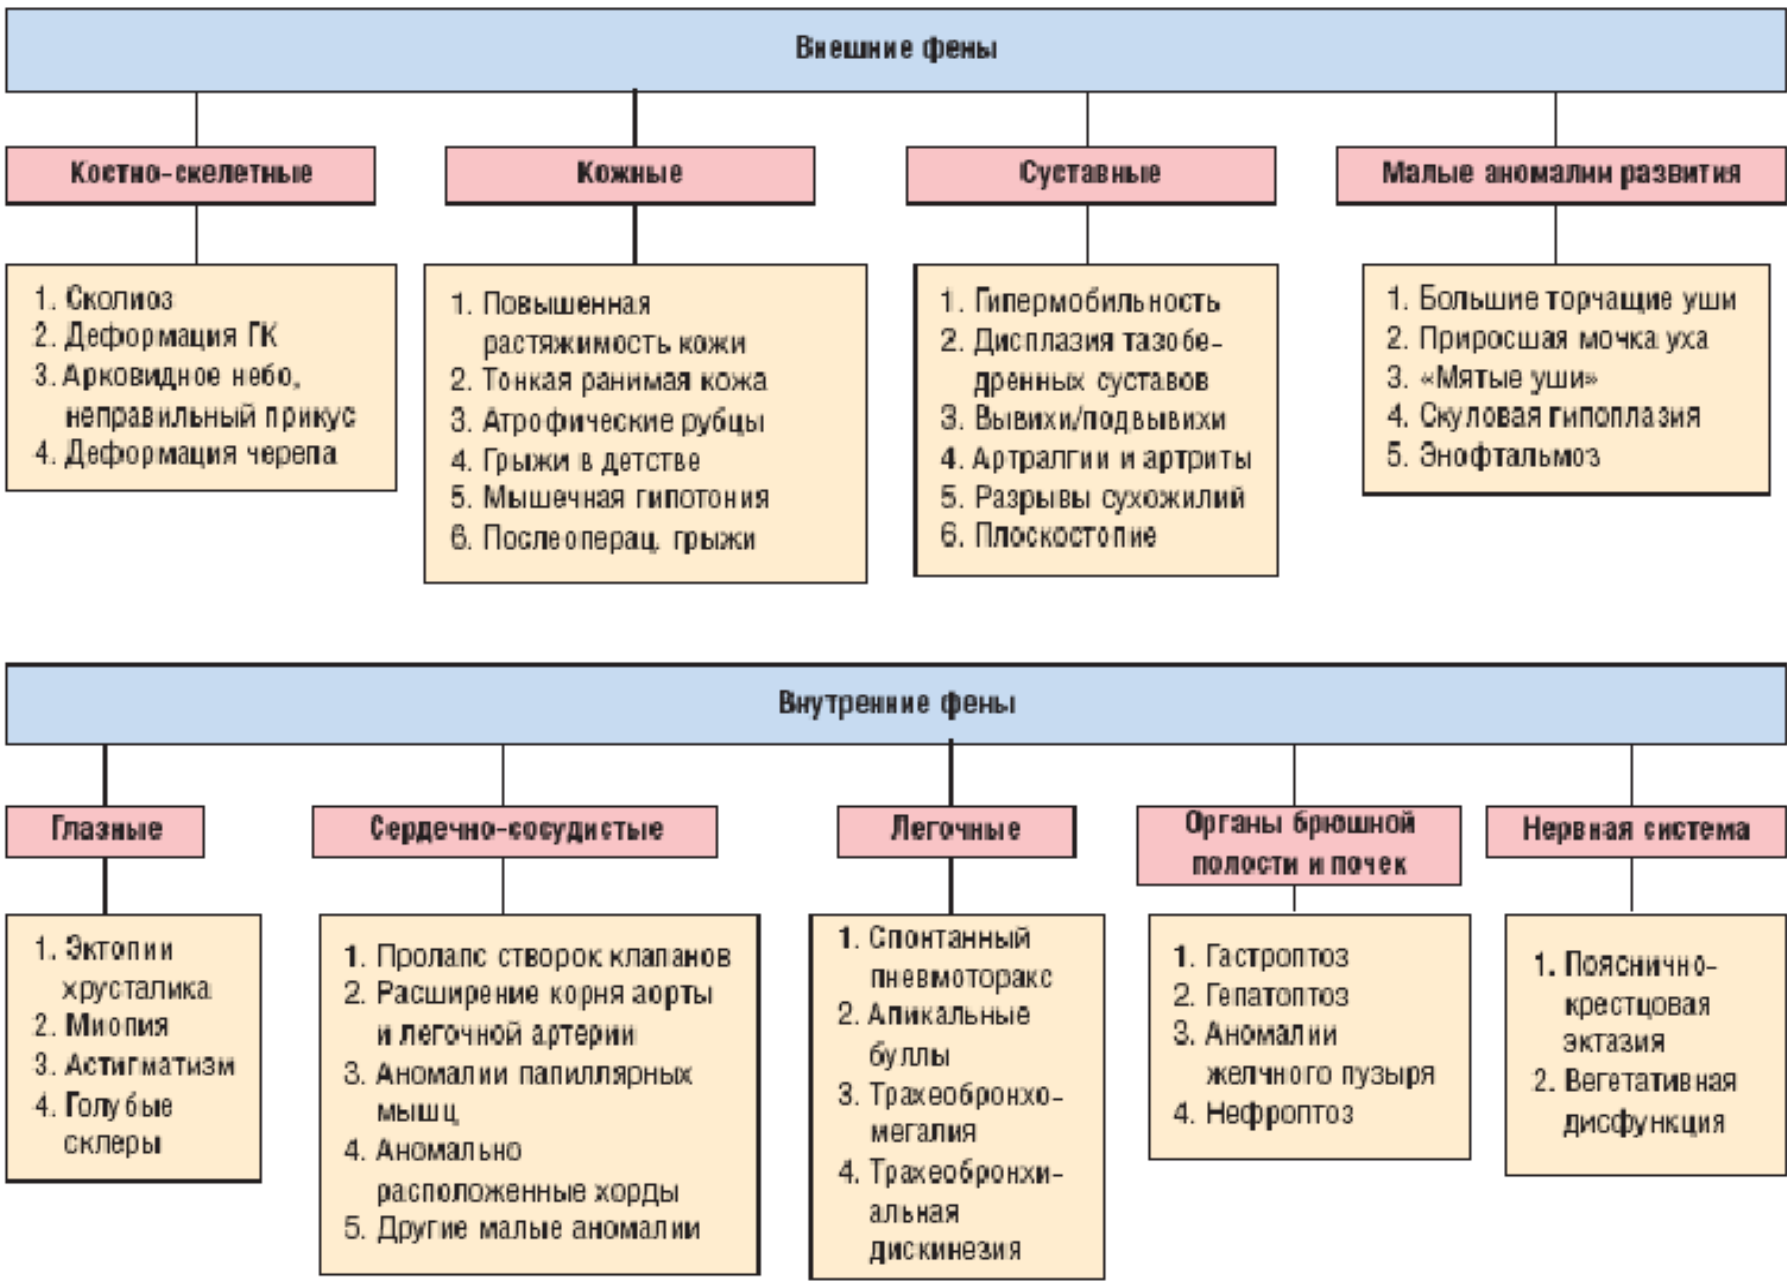 Внешние фены
Костно-скелетные
1. Сколиоз
2. Деформация ГК
3. Арковидное небо,
неправильный прикус
4. Деформация черепа
Кожные
1. Повышенная
растяжимость кожи
2. Тонкая ранимая кожа
3. Атрофические рубцы
4. Грыжи в детстве
5. Мышечная гипотония
6. Послеоперац. грыжи
Суставные
1. Гипермобильность
2. Дисплазия тазобе-
дренных суставов
3. Вывихи/подвывихи
4. Артралгии и артриты
5. Разрывы сухожилий
6. Плоскостопие
Малые аномалии развития
1. Большие торчащие уши
2. Приросшая мочка уха
3. «Мятые уши»
4. Скуловая гипоплазия
5. Энофтальмоз
Внутренние фены
Глазные
1. Эктопии
хрусталика
2. Миопия
3. Астигматизм
4. Голубые
склеры
Сердечно-сосудистые
1. Пролапс створок клапанов
2. Расширение корня аорты
и легочной артерии
3. Аномалии папиллярных
мышц
4. Аномально
расположенные хорды
5. Другие малые аномалии
Легочные
1. Спонтанный
пневмоторакс
2. Апикальные
буллы
3. Трахеобронхо-
мегалия
4. Трахеобронхи-
альная
дискинезия
Органы брюшной
полости и почек
1. Гастроптоз
2. Гепатоптоз
3. Аномалии
желчного пузыря
4. Нефроптоз
Нервная система
1. Пояснично-
крестцовая
эктазия
2. Вегетативная
дисфункция